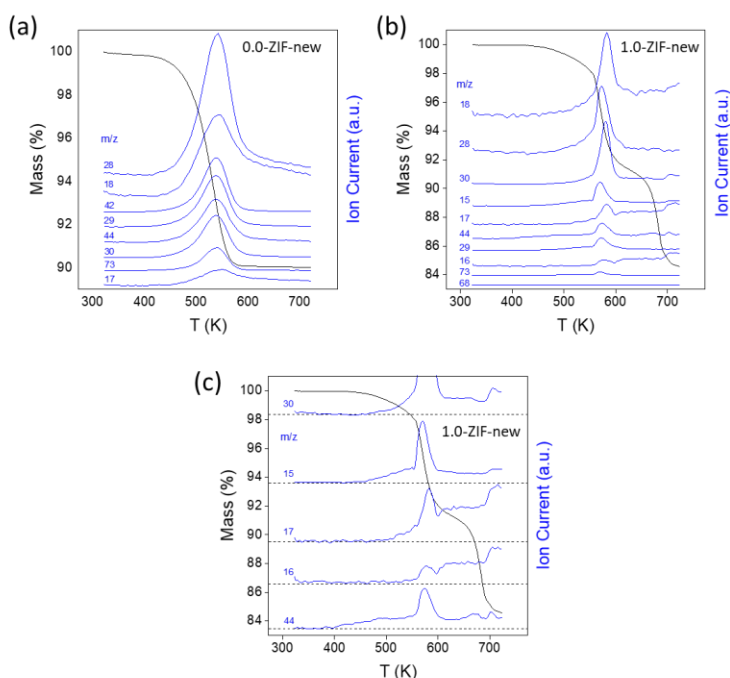 (a)
0.0-ZIF-new
100
98
96
94
92
90
Mass (%)
m/z
28
18
42
29
44
30
73
17
300 400 500 600 700
T (K)
Ion Current (a.u.)
(b)
1.0-ZIF-new
100
98
96
94
92
90
88
86
84
Mass (%)
18
m/z
28
30
15
17
44
29
16
73
68
300 400 500 600 700
T (K)
Ion Current (a.u.)
(c)
1.0-ZIF-new
100
98
96
94
92
90
88
86
84
Mass (%)
30
m/z
15
17
16
44
300 400 500 600 700
T (K)
Ion Current (a.u.)